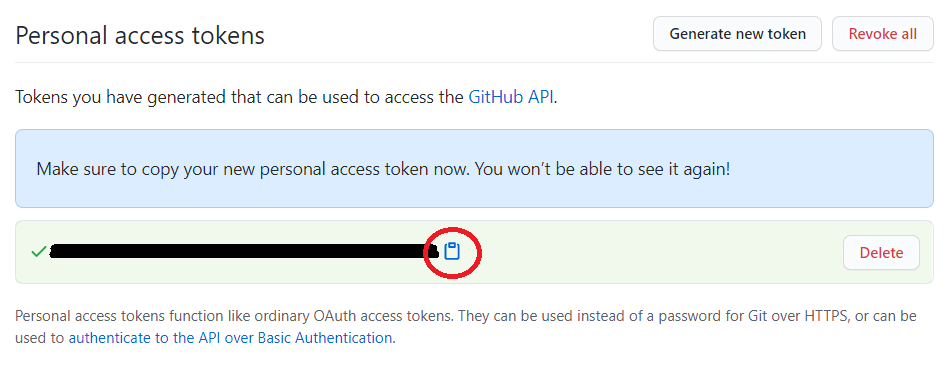 Personal access tokens
Generate new token
Revoke all
Tokens you have generated that can be used to access the GitHub API.
Make sure to copy your new personal access token now. You won’t be able to see it again!
Delete
Personal access tokens function like ordinary OAuth access tokens. They can be used instead of a password for Git over HTTPS, or can be
used to authenticate to the API over Basic Authentication.